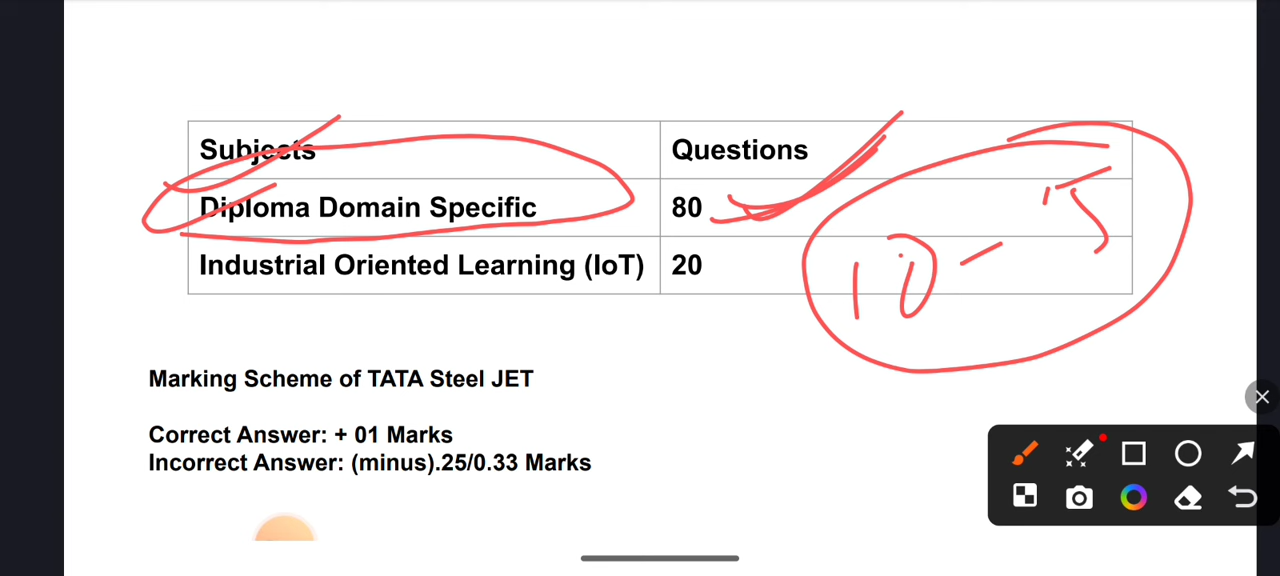 Subjects Questions
Diploma Domain Specific 80
Industrial Oriented Learning (IoT) 20
10 -
Marking Scheme of TATA Steel JET
Correct Answer: + 01 Marks
Incorrect Answer: (minus).25/0.33 Marks